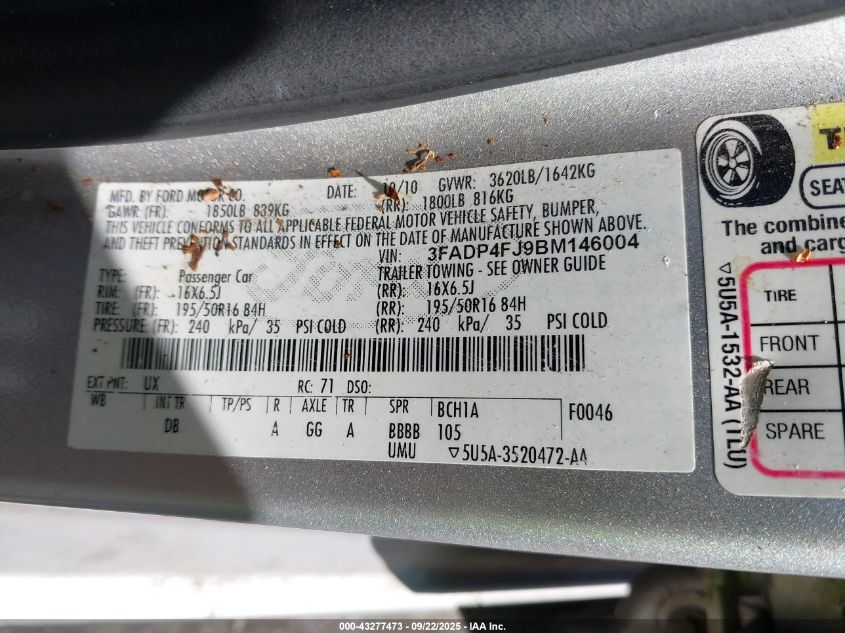 MFD. BY FORD MOTOR CO.
DATE: 10/10 GVWR: 3620LB/1642KG
GAWR (FR): 1850LB 839KG (RR): 1800LB 816KG
THIS VEHICLE CONFORMS TO ALL APPLICABLE FEDERAL MOTOR VEHICLE SAFETY, BUMPER,
AND THEFT PREVENTION STANDARDS IN EFFECT ON THE DATE OF MANUFACTURE SHOWN ABOVE.
VIN: 3FADP4FJ9BM146004
TYPE: Passenger Car TRAILER TOWING - SEE OWNER GUIDE
RIM: (FR): 16X6.5J (RR): 16X6.5J
TIRE: (FR): 195/50R16 84H (RR): 195/50R16 84H
PRESSURE (FR): 240 kPa/ 35 PSI COLD (RR): 240 kPa/ 35 PSI COLD
EXT PNT: UX RC: 71 DSO:
WB INT TR TP/PS R AXLE TR SPR BCH1A F0046
DB A GG A BBBB 105
UMU ▽5U5A-3520472-AA
SEAT
The combine
and carg
TIRE
FRONT
REAR
SPARE
▽5U5A-1532-AA (TLU)
000-43277473 - 09/22/2025 - IAA Inc.